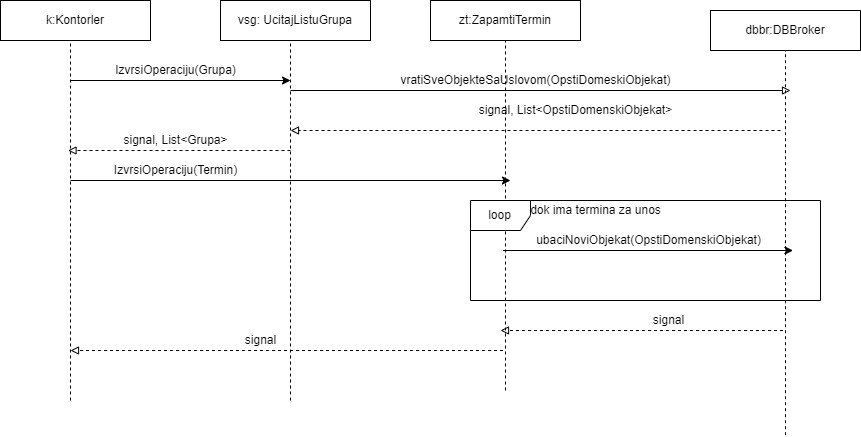 k:Kontorler
vsg: UcitajListuGrupa
zt:ZapamtiTermin
dbbr:DBBroker
IzvrsiOperaciju(Grupa)
vratiSveObjekteSaUslovom(OpstiDomeskiObjekat)
signal, List<OpstiDomenskiObjekat>
signal, List<Grupa>
IzvrsiOperaciju(Termin)
loop
dok ima termina za unos
ubaciNoviObjekat(OpstiDomenskiObjekat)
signal
signal